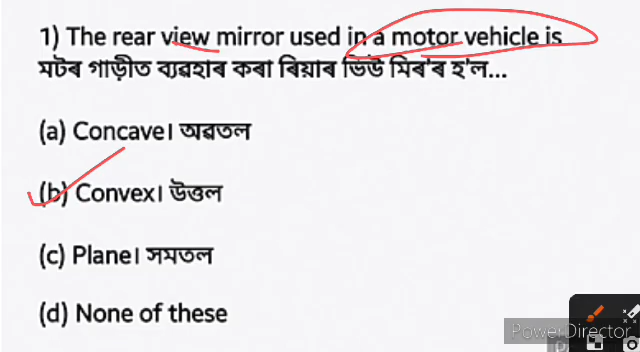 1) The rear view mirror used in a motor vehicle is
মটৰ গাড়ীত ব্যৱহাৰ কৰা ৰিয়াৰ ভিউ মিৰ'ৰ হ'ল...
(a) Concave। অৱতল
(b) Convex। উত্তল
(c) Plane। সমতল
(d) None of these
PowerDirector